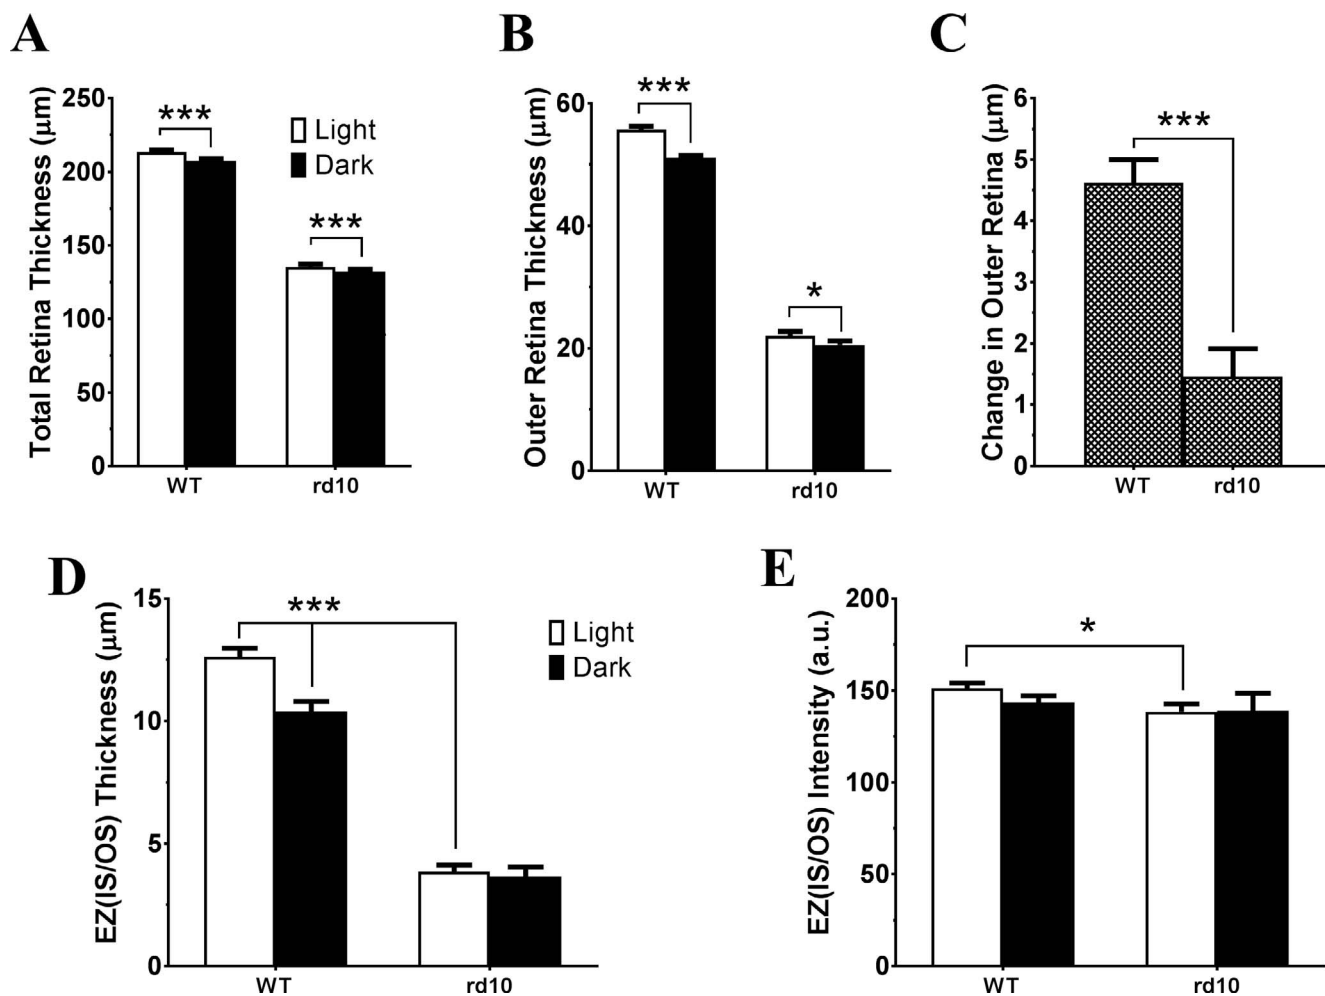 A
Total Retina Thickness (µm)
250
200
150
100
50
0
***
***
Light
Dark
WT
rd10
B
Outer Retina Thickness (µm)
60
40
20
0
***
*
WT
rd10
C
Change in Outer Retina (µm)
6
5
4
3
2
1
0
***
WT
rd10
D
EZ(IS/OS) Thickness (µm)
15
10
5
0
***
Light
Dark
WT
rd10
E
EZ(IS/OS) Intensity (a.u.)
200
150
100
50
0
*
WT
rd10